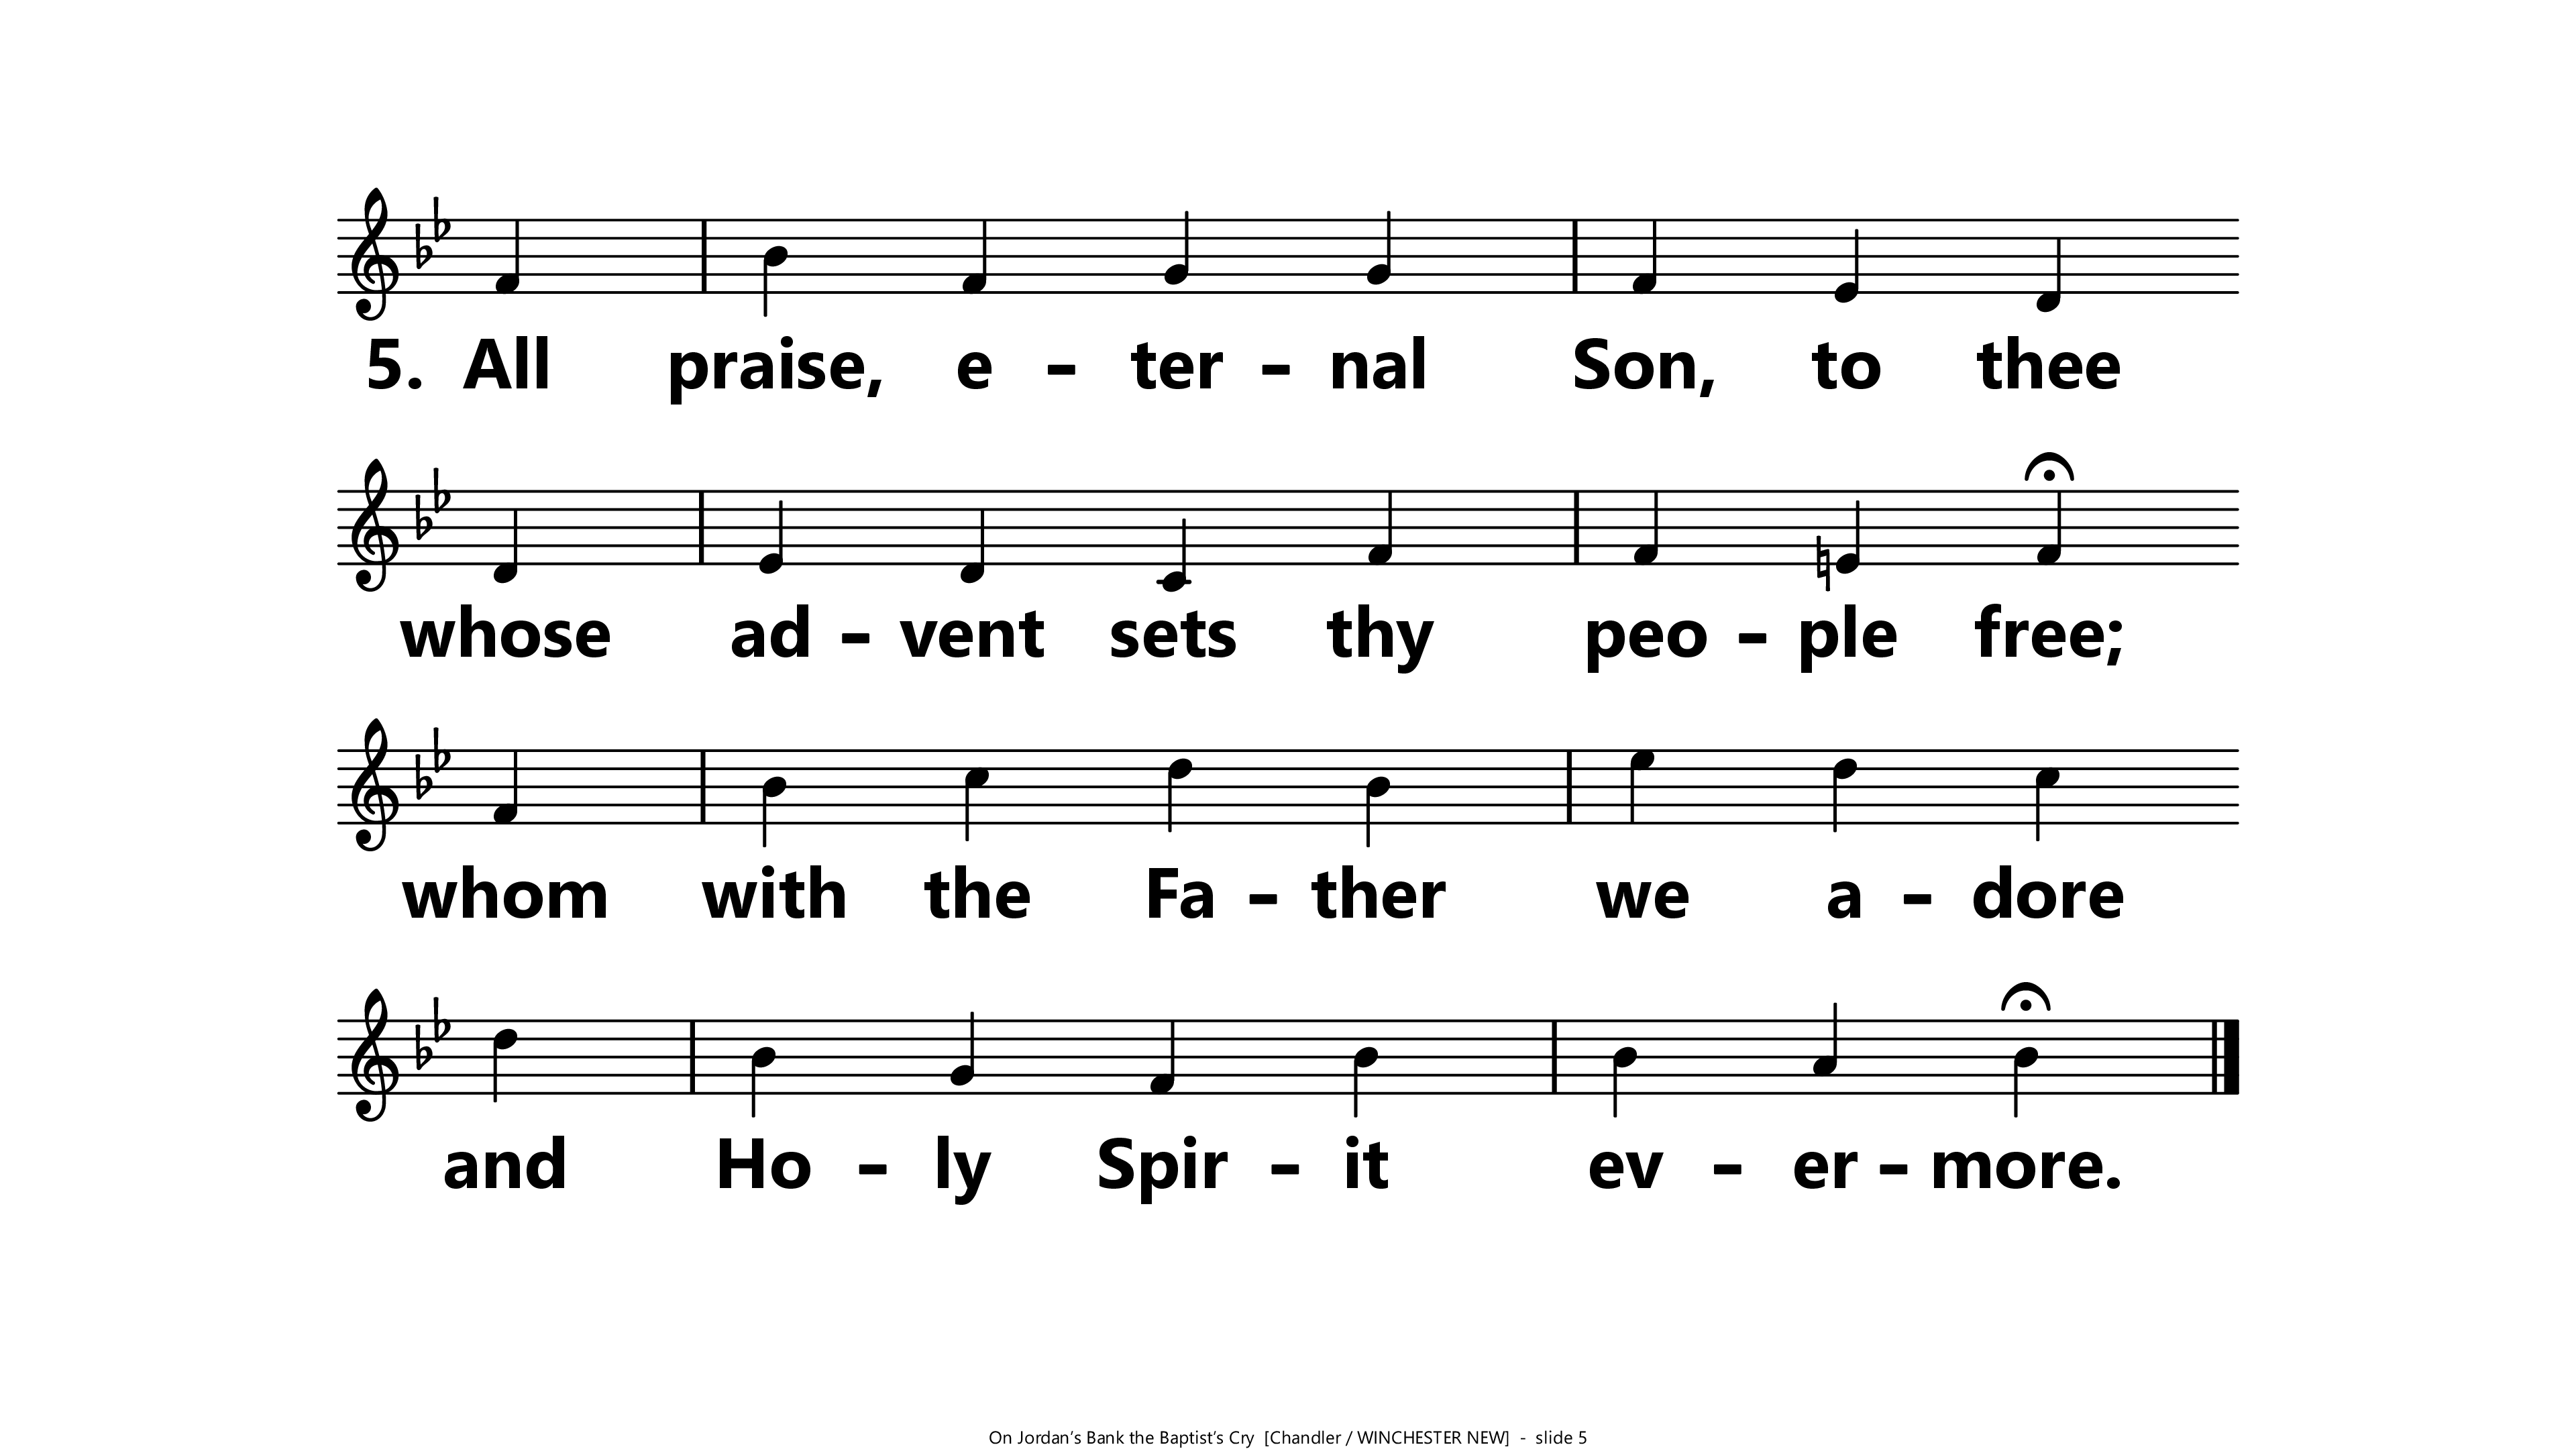 5. All praise, e - ter - nal Son, to thee
whose ad - vent sets thy peo - ple free;
whom with the Fa - ther we a - dore
and Ho - ly Spir - it ev - er - more.
On Jordan’s Bank the Baptist’s Cry [Chandler / WINCHESTER NEW] - slide 5